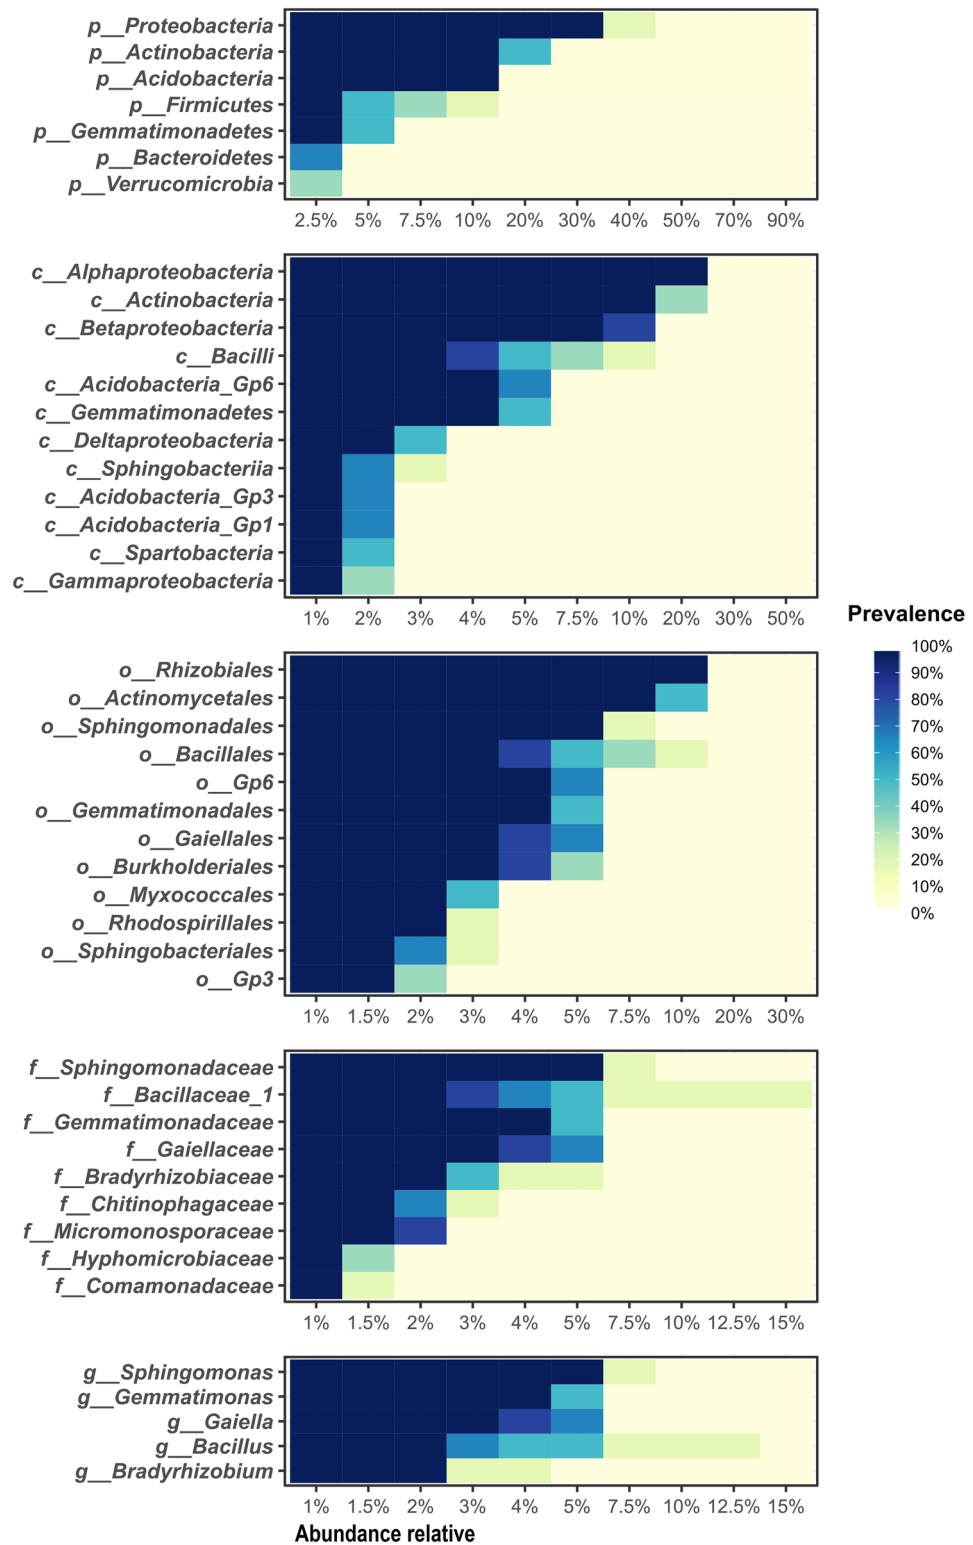 p__Proteobacteria
p__Actinobacteria
p__Acidobacteria
p__Firmicutes
p__Gemmatimonadetes
p__Bacteroidetes
p__Verrucomicrobia
2.5% 5% 7.5% 10% 20% 30% 40% 50% 70% 90%
c__Alphaproteobacteria
c__Actinobacteria
c__Betaproteobacteria
c__Bacilli
c__Acidobacteria_Gp6
c__Gemmatimonadetes
c__Deltaproteobacteria
c__Sphingobacteriia
c__Acidobacteria_Gp3
c__Acidobacteria_Gp1
c__Spartobacteria
c__Gammaproteobacteria
1% 2% 3% 4% 5% 7.5% 10% 20% 30% 50%
Prevalence
100%
90%
80%
70%
60%
50%
40%
30%
20%
10%
0%
o__Rhizobiales
o__Actinomycetales
o__Sphingomonadales
o__Bacillales
o__Gp6
o__Gemmatimonadales
o__Gaiellales
o__Burkholderiales
o__Myxococcales
o__Rhodospirillales
o__Sphingobacteriales
o__Gp3
1% 1.5% 2% 3% 4% 5% 7.5% 10% 20% 30%
f__Sphingomonadaceae
f__Bacillaceae_1
f__Gemmatimonadaceae
f__Gaiellaceae
f__Bradyrhizobiaceae
f__Chitinophagaceae
f__Micromonosporaceae
f__Hyphomicrobiaceae
f__Comamonadaceae
1% 1.5% 2% 3% 4% 5% 7.5% 10% 12.5% 15%
g__Sphingomonas
g__Gemmatimonas
g__Gaiella
g__Bacillus
g__Bradyrhizobium
1% 1.5% 2% 3% 4% 5% 7.5% 10% 12.5% 15%
Abundance relative